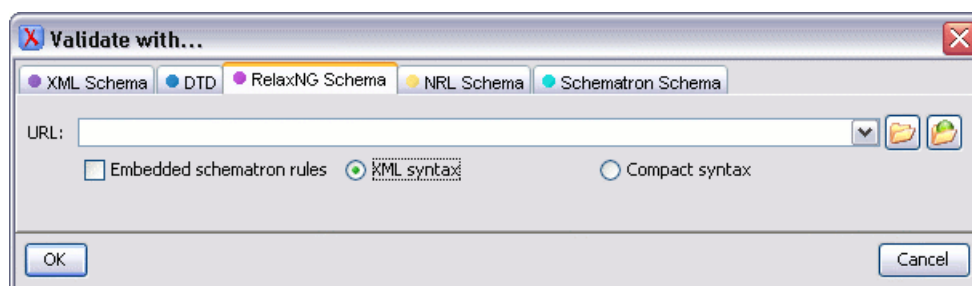 Validate with...
XML Schema DTD RelaxNG Schema NRL Schema Schematron Schema
URL:
Embedded schematron rules XML syntax Compact syntax
OK Cancel